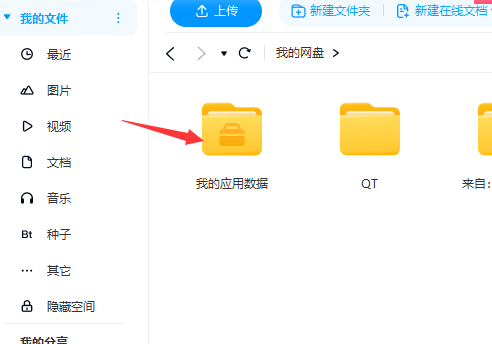 我的文件
上传
新建文件夹
新建在线文档
最近
我的网盘
图片
视频
文档
我的应用数据
QT
来自:
音乐
Bt 种子
其它
隐藏空间
我的分享